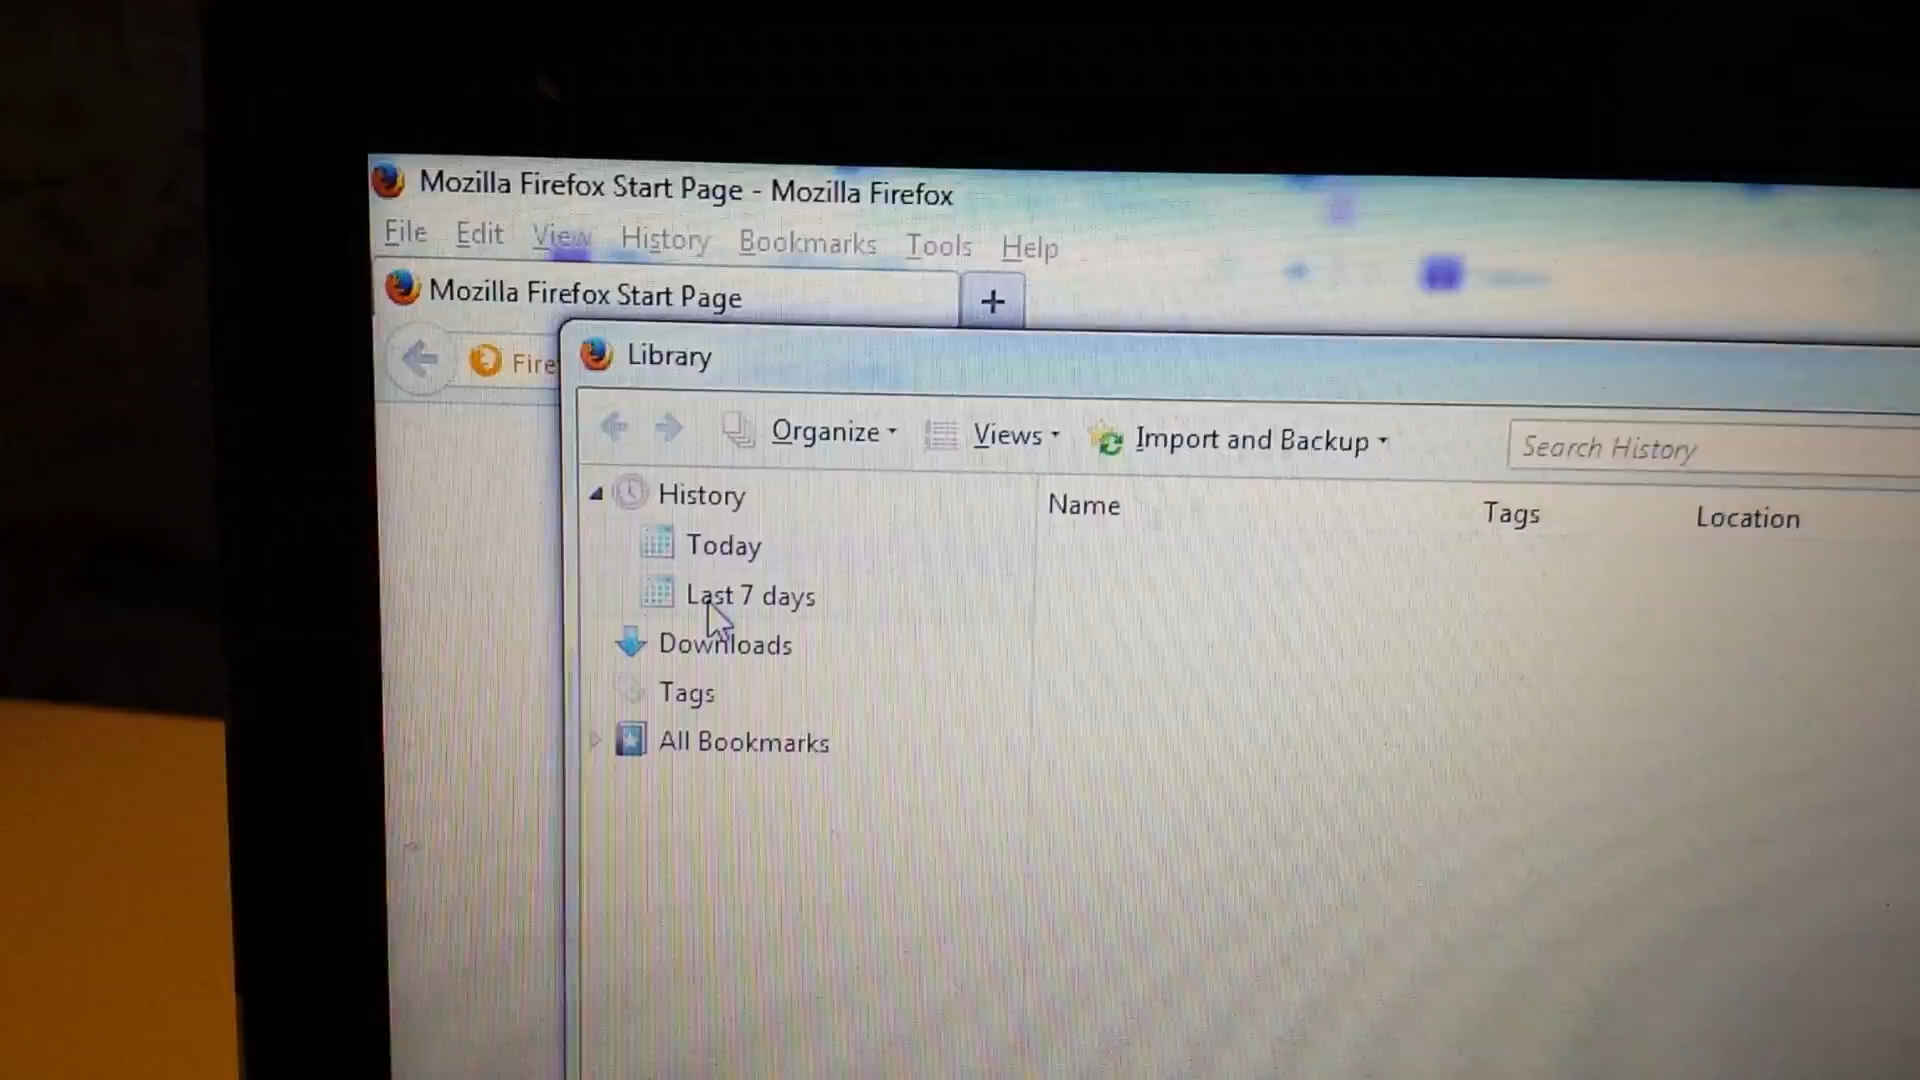 Mozilla Firefox Start Page - Mozilla Firefox
File Edit View History Bookmarks Tools Help
Mozilla Firefox Start Page +
Fire
Library
Organize Views Import and Backup Search History
History Name Tags Location
Today
Last 7 days
Downloads
Tags
All Bookmarks